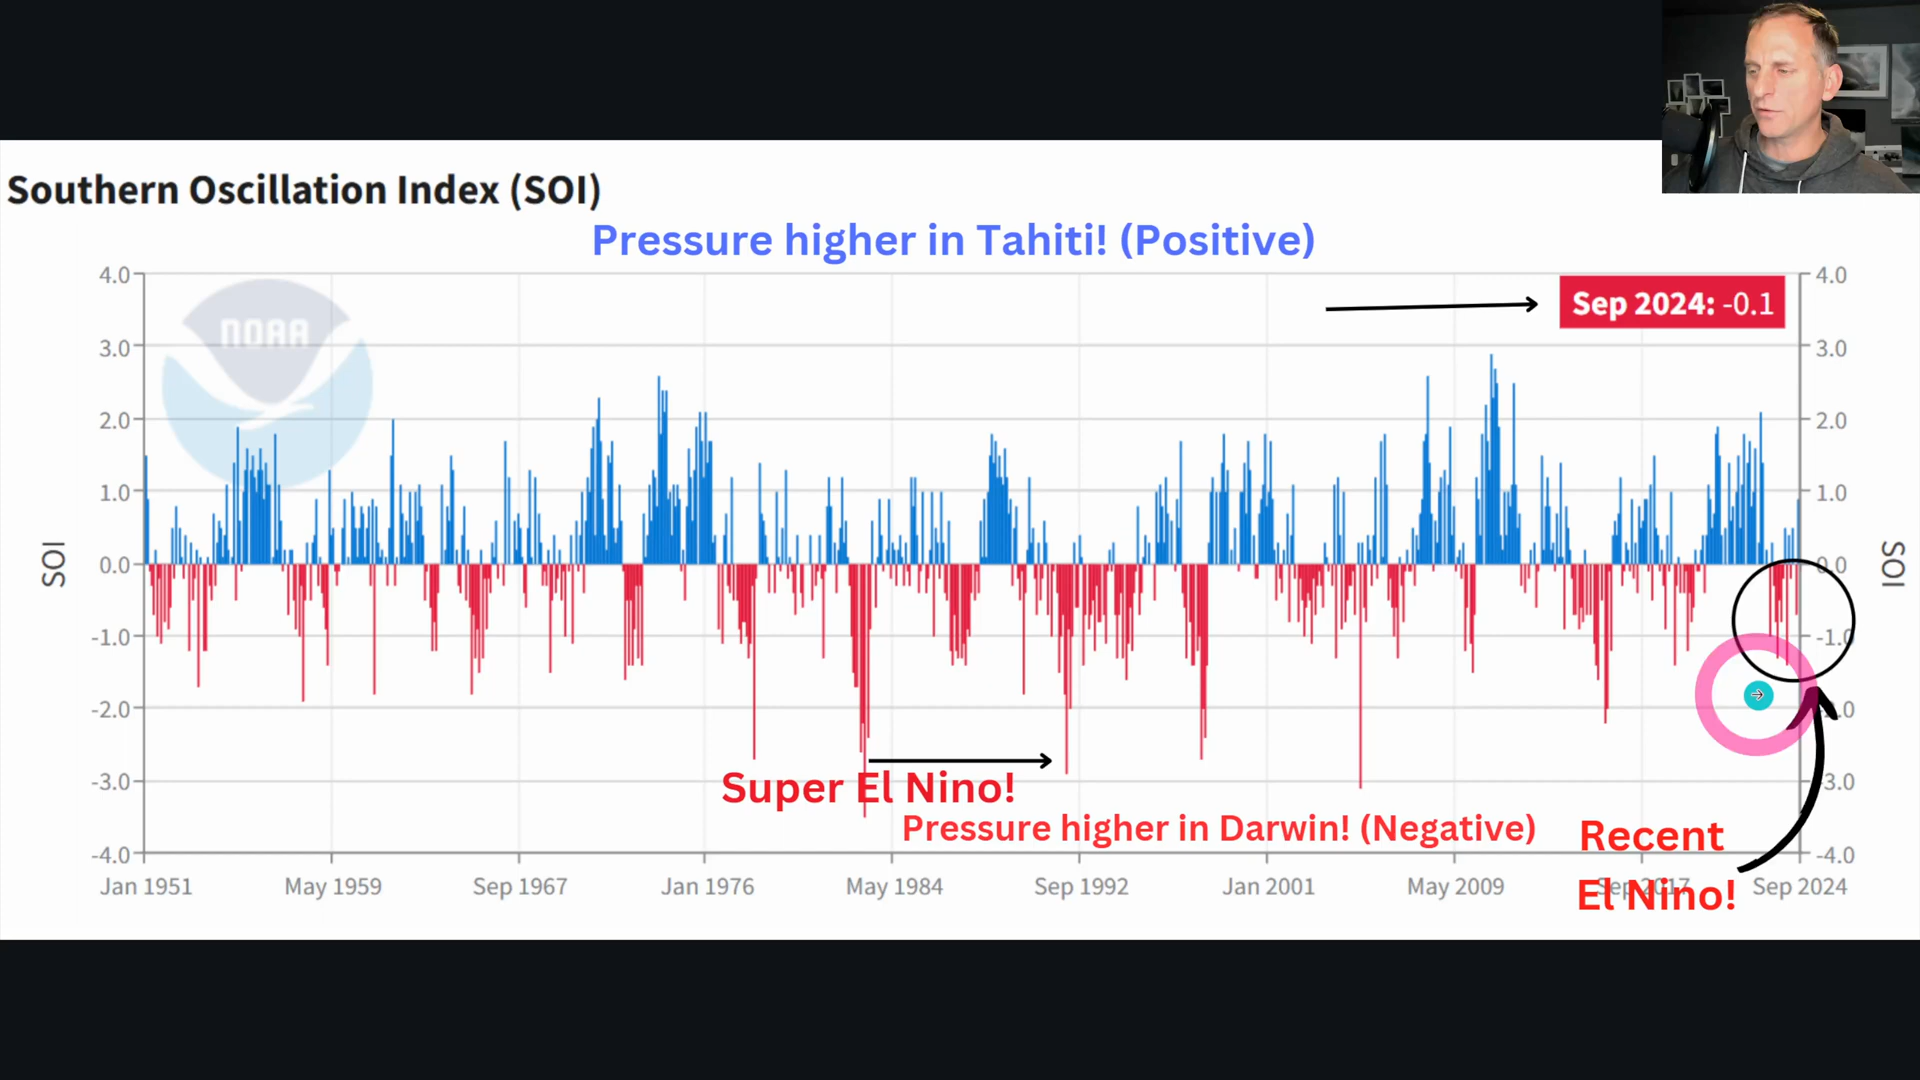 Southern Oscillation Index (SOI)
Pressure higher in Tahiti! (Positive)
4.0
4.0
NOAA
Sep 2024: -0.1
3.0
3.0
2.0
2.0
1.0
1.0
SOI
0.0
0.0
SOI
-1.0
-1.0
-2.0
-3.0
3.0
Super El Nino!
Pressure higher in Darwin! (Negative)
Recent
El Nino!
-4.0
-4.0
Jan 1951
May 1959
Sep 1967
Jan 1976
May 1984
Sep 1992
Jan 2001
May 2009
Sep 2017
Sep 2024